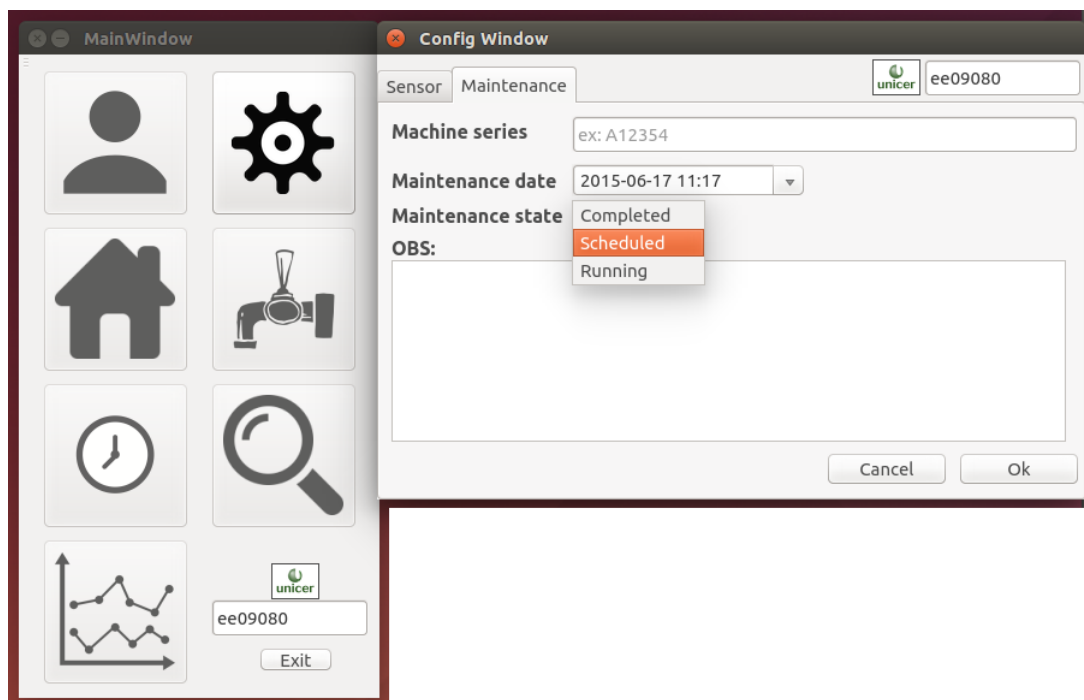 MainWindow
unicer
ee09080
Exit
Config Window
Sensor
Maintenance
unicer
ee09080
Machine series
ex: A12354
Maintenance date
2015-06-17 11:17
Maintenance state
Completed
Scheduled
Running
OBS:
Cancel
Ok